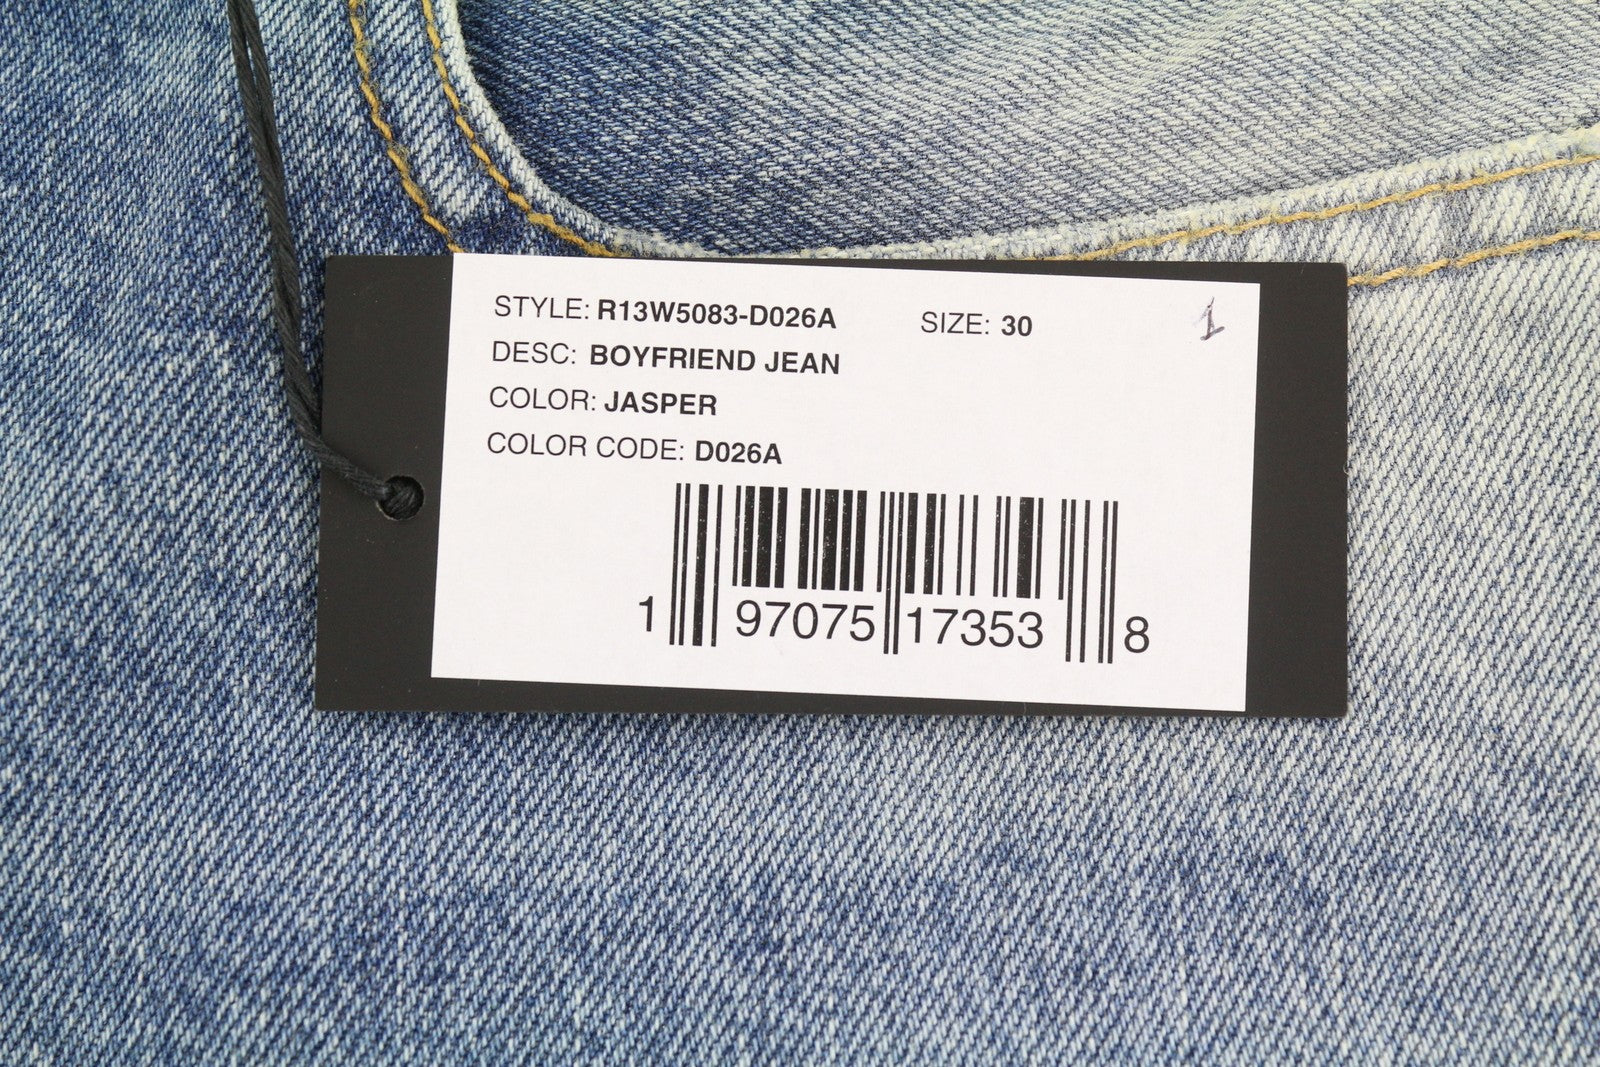 STYLE: R13W5083-D026A SIZE: 30 1
DESC: BOYFRIEND JEAN
COLOR: JASPER
COLOR CODE: D026A
1 97075 17353 8